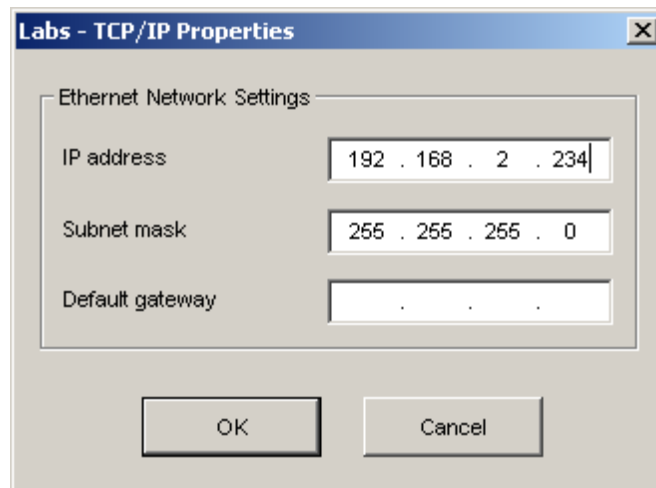 Labs - TCP/IP Properties
Ethernet Network Settings
IP address 192 . 168 . 2 . 234
Subnet mask 255 . 255 . 255 . 0
Default gateway . . .
OK Cancel